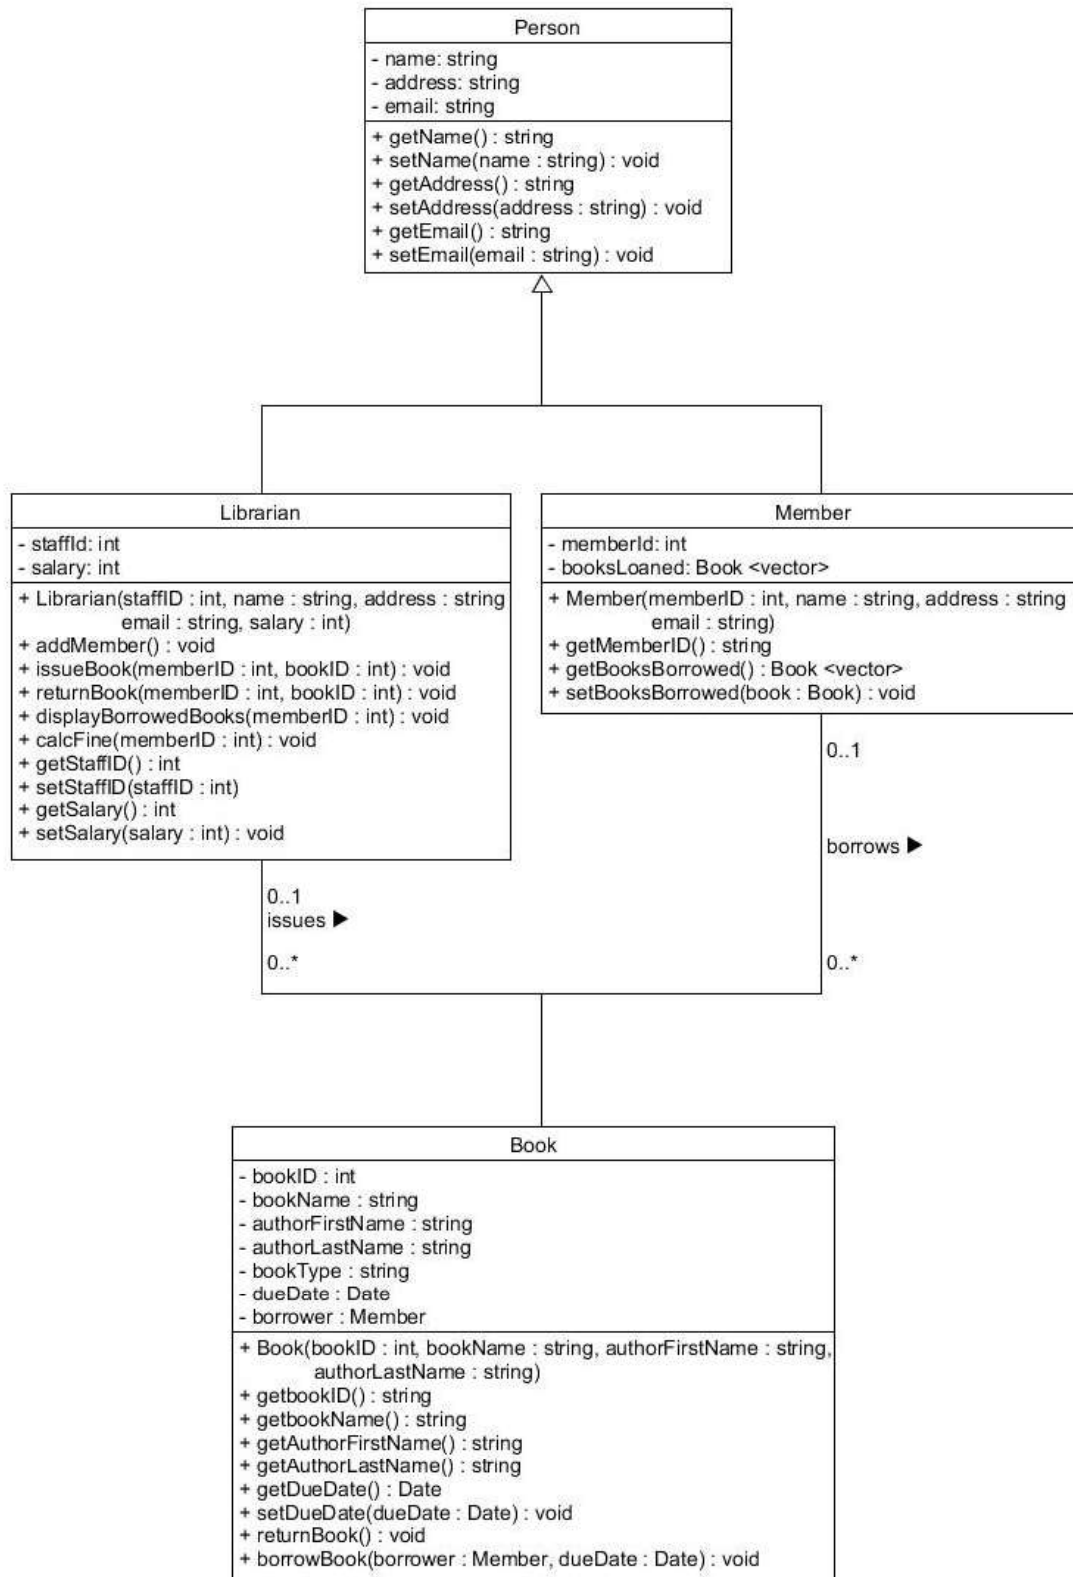 Person
- name: string
- address: string
- email: string
+ getName() : string
+ setName(name : string) : void
+ getAddress() : string
+ setAddress(address : string) : void
+ getEmail() : string
+ setEmail(email : string) : void
Librarian
- staffId: int
- salary: int
+ Librarian(staffID : int, name : string, address : string
email : string, salary : int)
+ addMember() : void
+ issueBook(memberID : int, bookID : int) : void
+ returnBook(memberID : int, bookID : int) : void
+ displayBorrowedBooks(memberID : int) : void
+ calcFine(memberID : int) : void
+ getStaffID() : int
+ setStaffID(staffID : int)
+ getSalary() : int
+ setSalary(salary : int) : void
Member
- memberId: int
- booksLoaned: Book <vector>
+ Member(memberID : int, name : string, address : string
email : string)
+ getMemberID() : string
+ getBooksBorrowed() : Book <vector>
+ setBooksBorrowed(book : Book) : void
0..1
issues ▶
0..*
0..1
borrows ▶
0..*
Book
- bookID : int
- bookName : string
- authorFirstName : string
- authorLastName : string
- bookType : string
- dueDate : Date
- borrower : Member
+ Book(bookID : int, bookName : string, authorFirstName : string,
authorLastName : string)
+ getbookID() : string
+ getbookName() : string
+ getAuthorFirstName() : string
+ getAuthorLastName() : string
+ getDueDate() : Date
+ setDueDate(dueDate : Date) : void
+ returnBook() : void
+ borrowBook(borrower : Member, dueDate : Date) : void